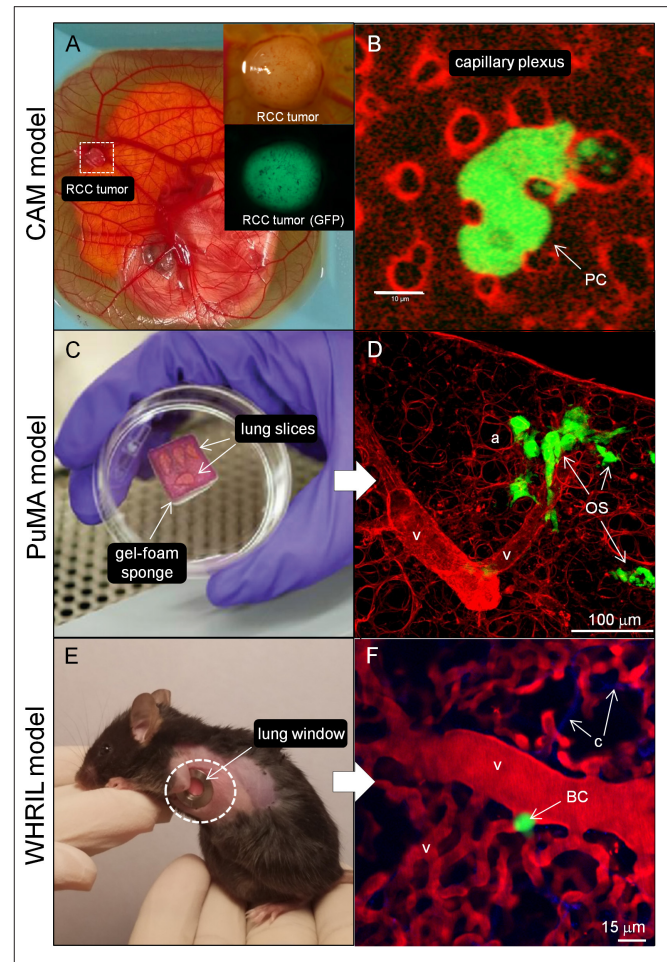 CAM model
A
RCC tumor
RCC tumor
RCC tumor (GFP)
B
capillary plexus
PC
10 µm
PuMA model
C
lung slices
gel-foam
sponge
D
a
OS
v
v
100 µm
WHRIL model
E
lung window
F
c
v
BC
v
15 µm